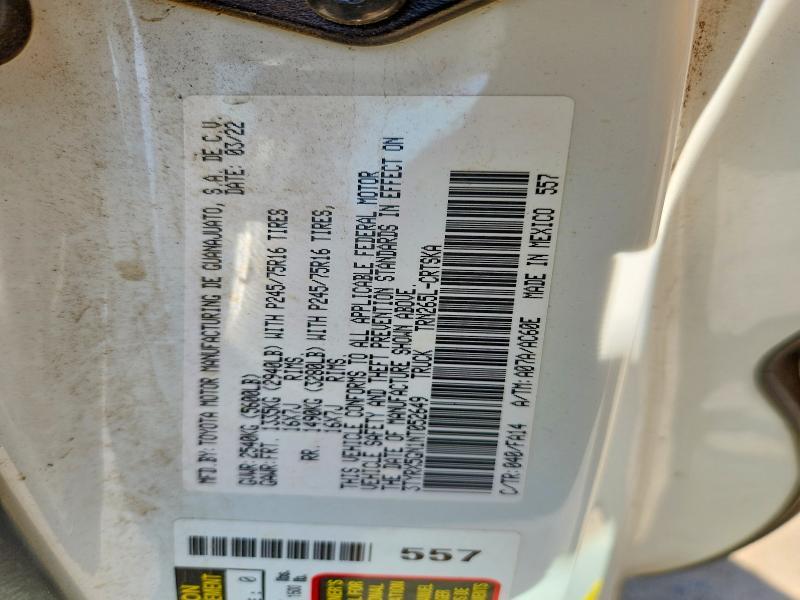 MFD. BY: TOYOTA MOTOR MANUFACTURING DE GUANAJUATO, S.A. DE C.V.
DATE: 03/22
GVWR: 2540KG (5600LB)
GAWR: FRT. 1335KG (2940LB) WITH P245/75R16 TIRES
16X7J RIMS.
RR. 1490KG (3280LB) WITH P245/75R16 TIRES,
16X7J RIMS.
THIS VEHICLE CONFORMS TO ALL APPLICABLE FEDERAL MOTOR
VEHICLE SAFETY AND THEFT PREVENTION STANDARDS IN EFFECT ON
THE DATE OF MANUFACTURE SHOWN ABOVE.
TRUCK TRN265L-CRTSKA
C/TR: 040/FA14 A/TM: A07A/AC60E MADE IN MEXICO 557
557